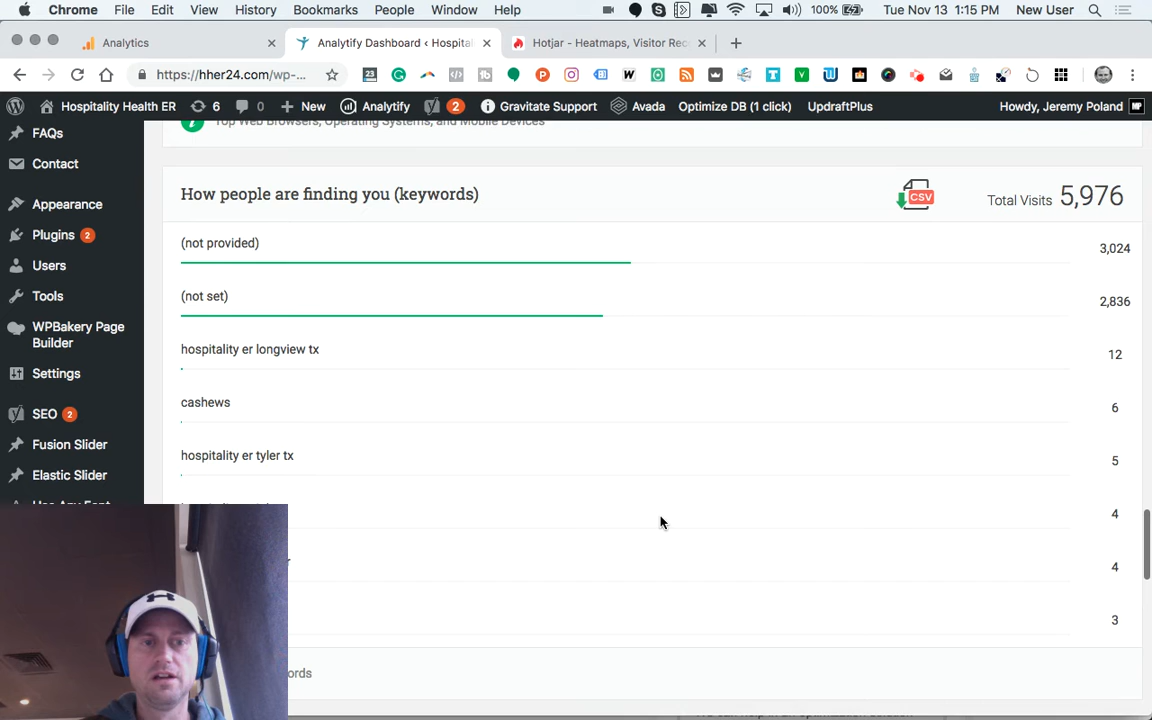 Chrome File Edit View History Bookmarks People Window Help 100% Tue Nov 13 1:15 PM New User
Analytics
Analytify Dashboard ‹ Hospital
Hotjar - Heatmaps, Visitor Rec
https://hher24.com/wp-...
Hospitality Health ER 6 0 New Analytify 2 Gravitate Support Avada Optimize DB (1 click) UpdraftPlus Howdy, Jeremy Poland
FAQs
Contact
Appearance
Plugins 2
Users
Tools
WPBakery Page
Builder
Settings
SEO 2
Fusion Slider
Elastic Slider
Use Any Font
Top Web Browsers, Operating Systems, and Mobile Devices
How people are finding you (keywords)
CSV
Total Visits 5,976
(not provided) 3,024
(not set) 2,836
hospitality er longview tx 12
cashews 6
hospitality er tyler tx 5
4
4
3